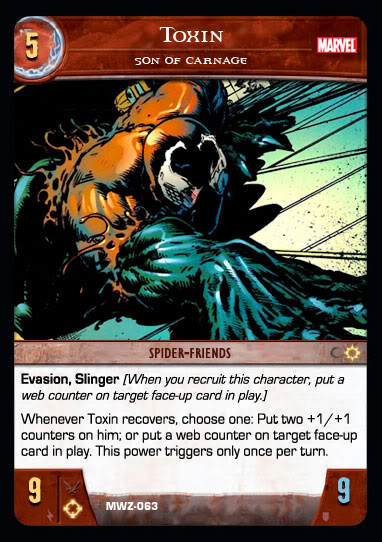 5
Toxin
MARVEL
SON OF CARNAGE
SPIDER-FRIENDS
Evasion, Slinger [When you recruit this character, put a
web counter on target face-up card in play.]
Whenever Toxin recovers, choose one: Put two +1/+1
counters on him; or put a web counter on target face-up
card in play. This power triggers only once per turn.
9
MWZ-063
9